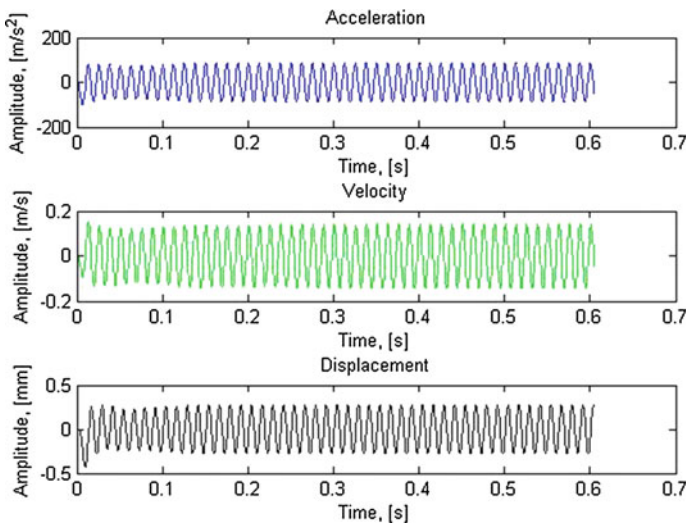 Acceleration
Amplitude, [m/s²]
200
0
-200
0 0.1 0.2 0.3 0.4 0.5 0.6 0.7
Time, [s]
Velocity
Amplitude, [m/s]
0.2
0
-0.2
0 0.1 0.2 0.3 0.4 0.5 0.6 0.7
Time, [s]
Displacement
Amplitude, [mm]
0.5
0
-0.5
0 0.1 0.2 0.3 0.4 0.5 0.6 0.7
Time, [s]